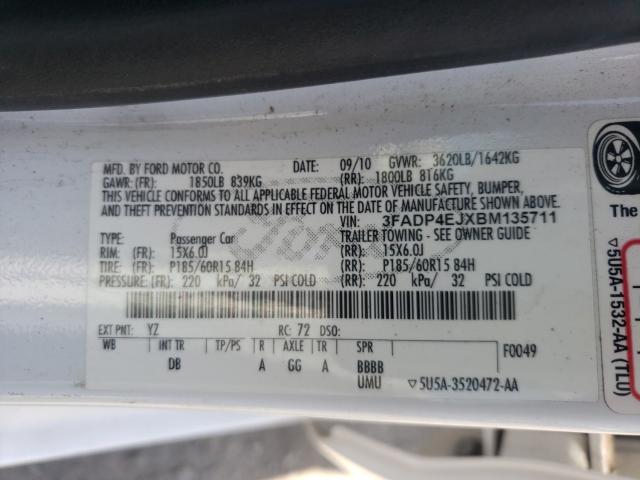 MFD. BY FORD MOTOR CO.
DATE: 09/10 GVWR: 3620LB/1642KG
GAWR: (FR): 1850LB 839KG (RR): 1800LB 816KG
THIS VEHICLE CONFORMS TO ALL APPLICABLE FEDERAL MOTOR VEHICLE SAFETY, BUMPER,
AND THEFT PREVENTION STANDARDS IN EFFECT ON THE DATE OF MANUFACTURE SHOWN ABOVE.
VIN: 3FADP4EJXBM135711
TYPE: Passenger Car TRAILER TOWING - SEE OWNER GUIDE
RIM: (FR): 15X6.0J (RR): 15X6.0J
TIRE: (FR): P185/60R15 84H (RR): P185/60R15 84H
PRESSURE: (FR): 220 kPa/ 32 PSI COLD (RR): 220 kPa/ 32 PSI COLD
EXT PNT: YZ RC: 72 DSO:
WB INT TR TP/PS R AXLE TR SPR F0049
DB A GG A BBBB
UMU ▽5U5A-3520472-AA
The
▽5U5A-1532-AA (TLU)